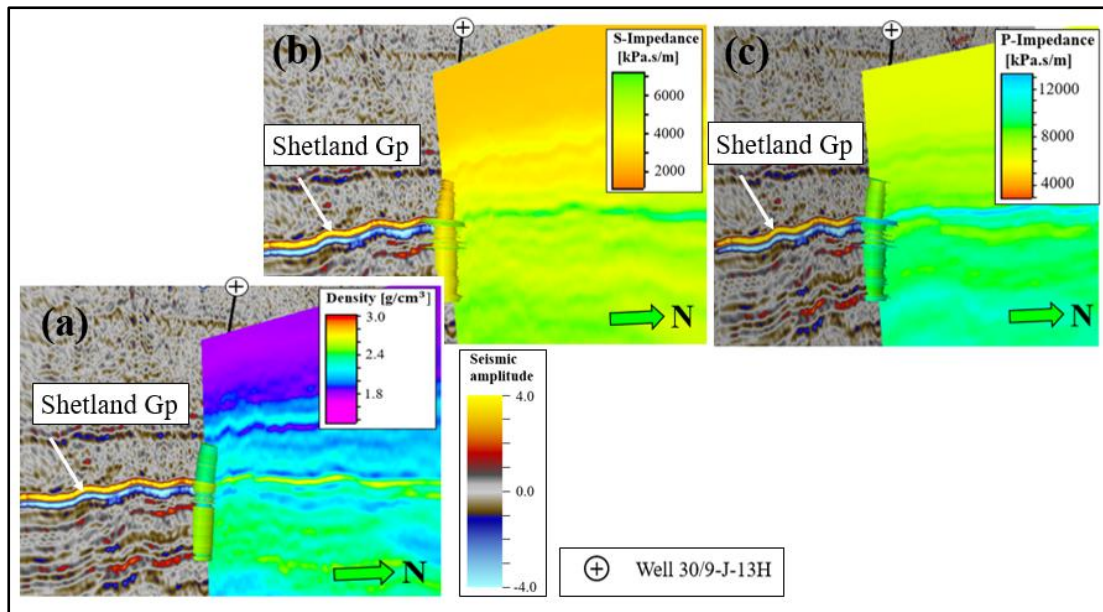 (b)
S-Impedance
[kPa.s/m]
6000
4000
2000
Shetland Gp
N
(c)
P-Impedance
[kPa.s/m]
12000
8000
4000
Shetland Gp
N
(a)
Density [g/cm³]
3.0
2.4
1.8
Shetland Gp
N
Seismic
amplitude
4.0
0.0
-4.0
Well 30/9-J-13H